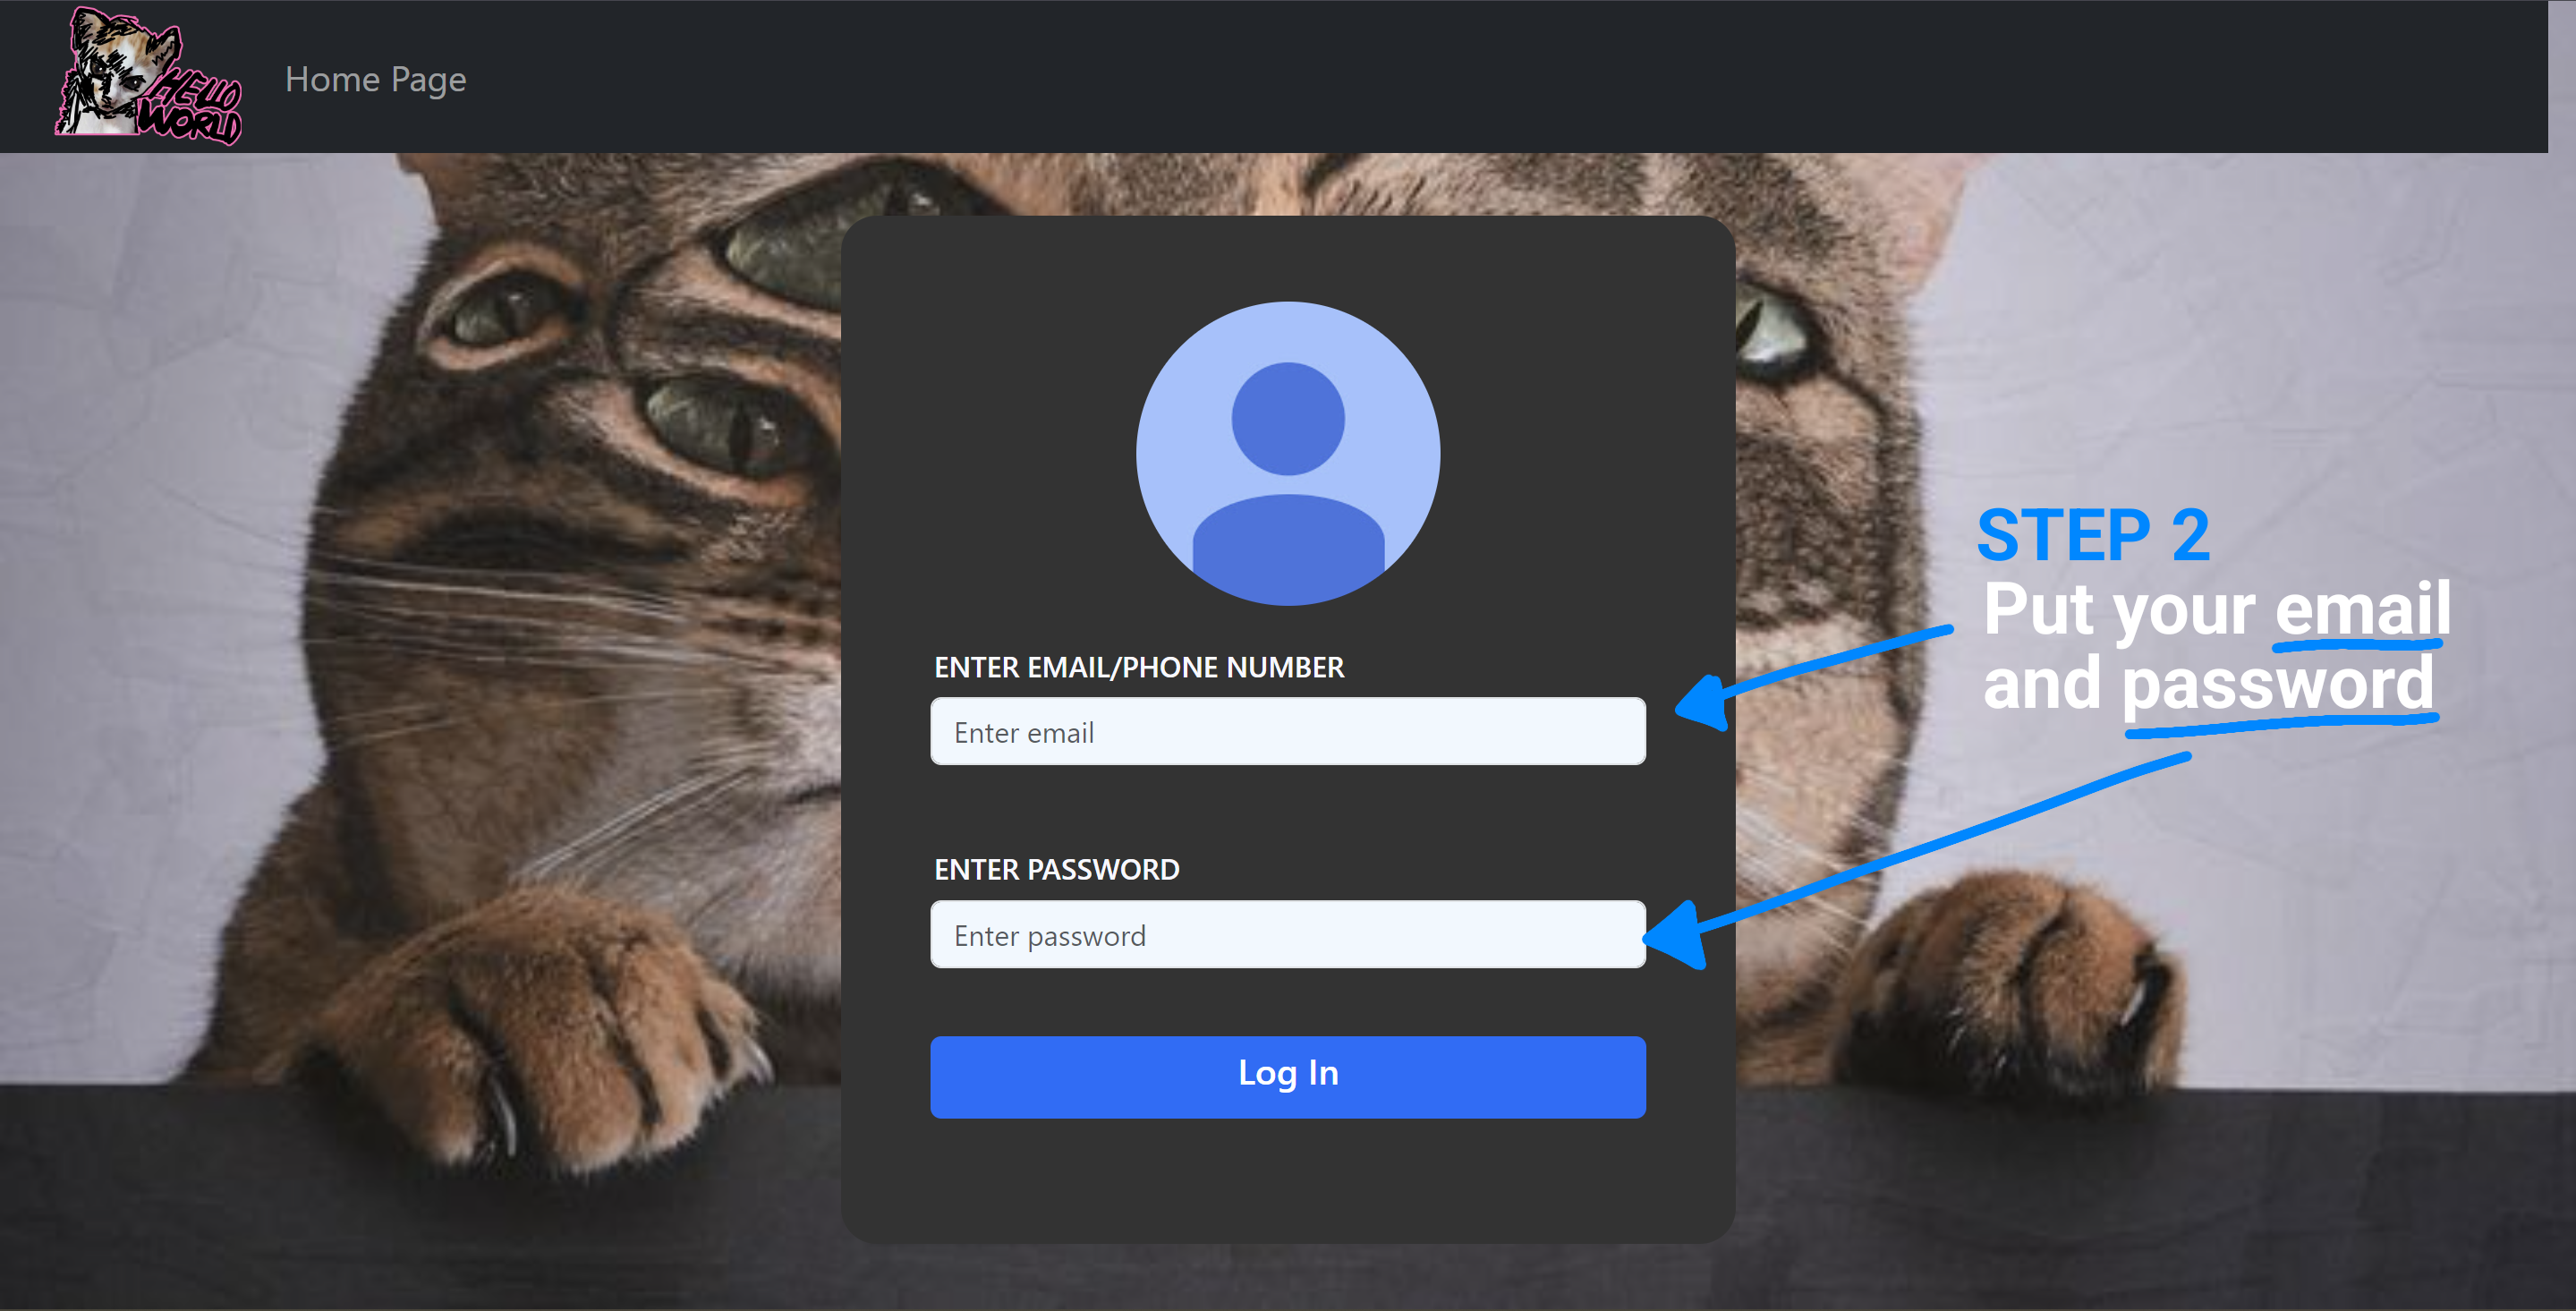 HELLO
WORLD
Home Page
STEP 2
Put your email
and password
ENTER EMAIL/PHONE NUMBER
Enter email
ENTER PASSWORD
Enter password
Log In